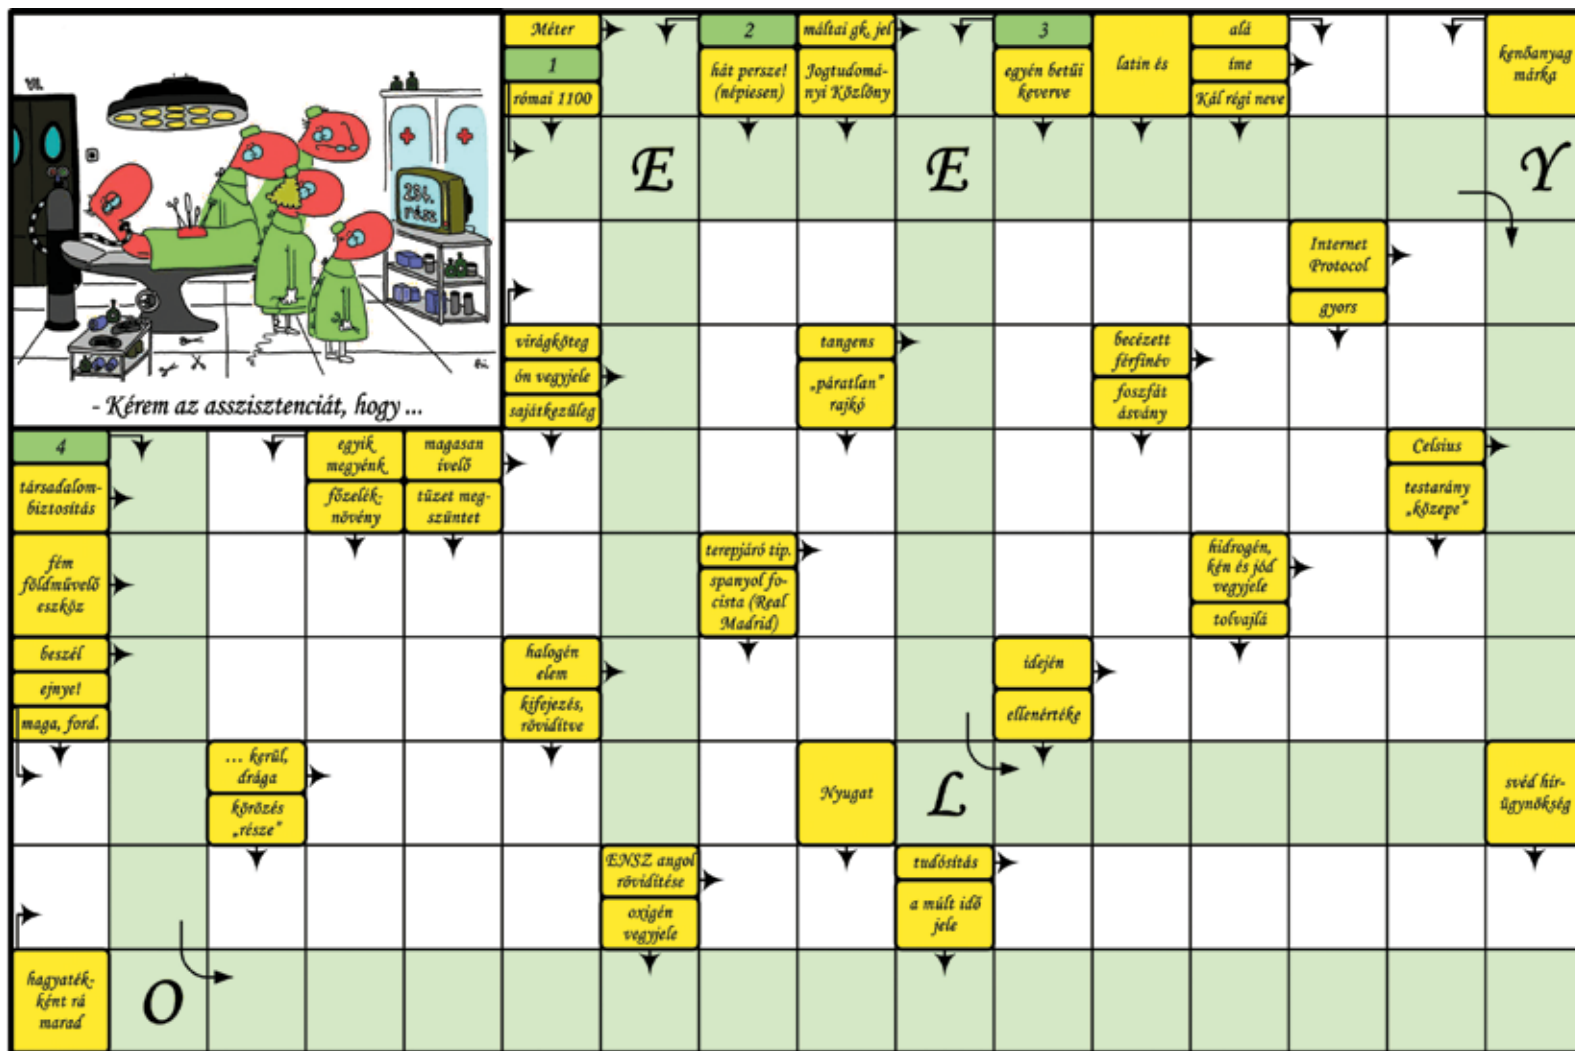 Méter
1
római 1100
2
hát persze!
(népiesen)
máltai gk. jel
Jogtudomá-
nyi Közlöny
3
egyén betűi
keverve
latin és
alá
íme
Kál régi neve
kenőanyag
márka
VII.
256.
rész
E
E
Y
Internet
Protocol
gyors
virágköteg
ón vegyjele
sajátkezűleg
tangens
„páratlan”
rajkó
becézett
férfinév
foszfát
ásvány
- Kérem az asszisztenciát, hogy ...
4
társadalom-
biztosítás
egyik
megyénk
főzelék-
növény
magasan
ívelő
tüzet meg-
szüntet
Celsius
testarány
„közepe”
fém
földművelő
eszköz
terepjáró tip.
spanyol fo-
cista (Real
Madrid)
hidrogén,
kén és jód
vegyjele
tolvajlá
beszél
ejnye!
maga, ford.
halogén
elem
kifejezés,
rövidítve
idején
ellenértéke
... kerül,
drága
körözés
„része”
Nyugat
L
svéd hír-
ügynökség
ENSZ angol
rövidítése
oxigén
vegyjele
tudósítás
a múlt idő
jele
hagyaték-
ként rá
marad
O